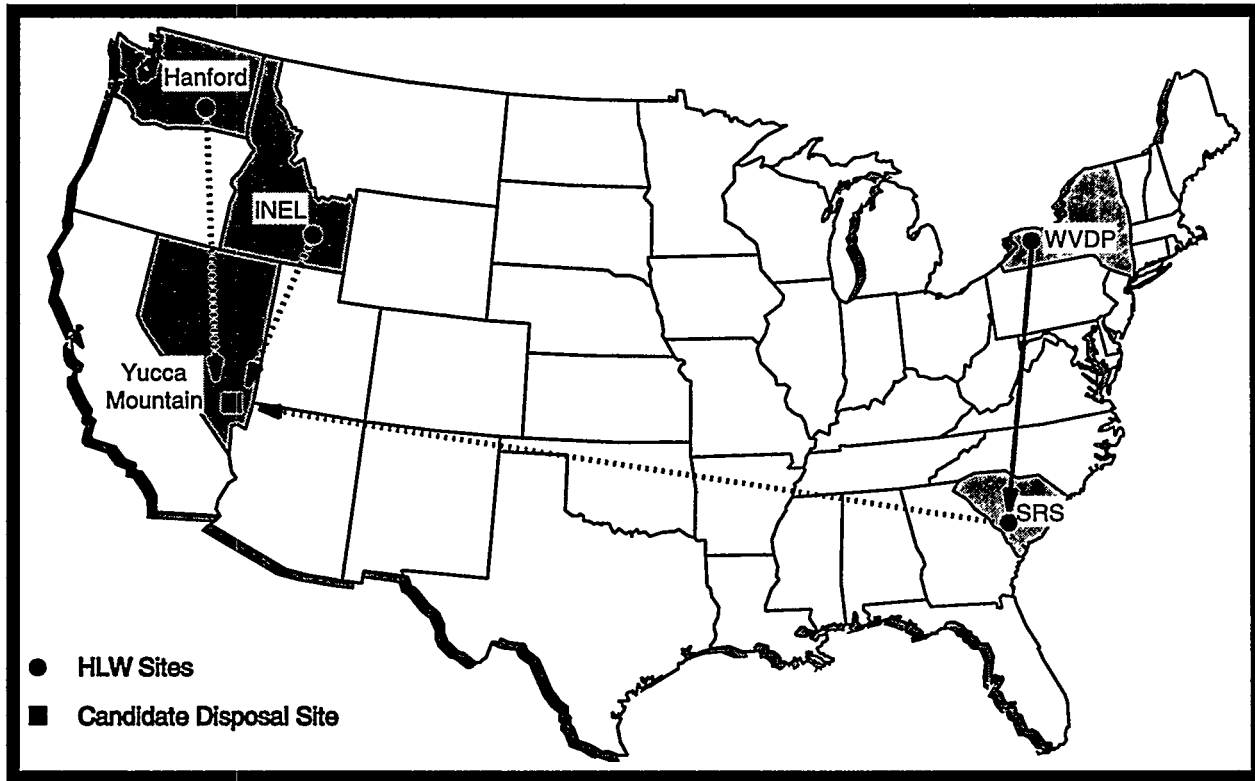 Hanford
INEL
WVDP
Yucca
Mountain
SRS
HLW Sites
Candidate Disposal Site